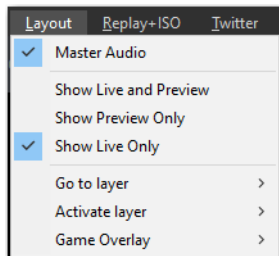 Layout Replay+ISO Twitter
Master Audio
Show Live and Preview
Show Preview Only
Show Live Only
Go to layer
Activate layer
Game Overlay